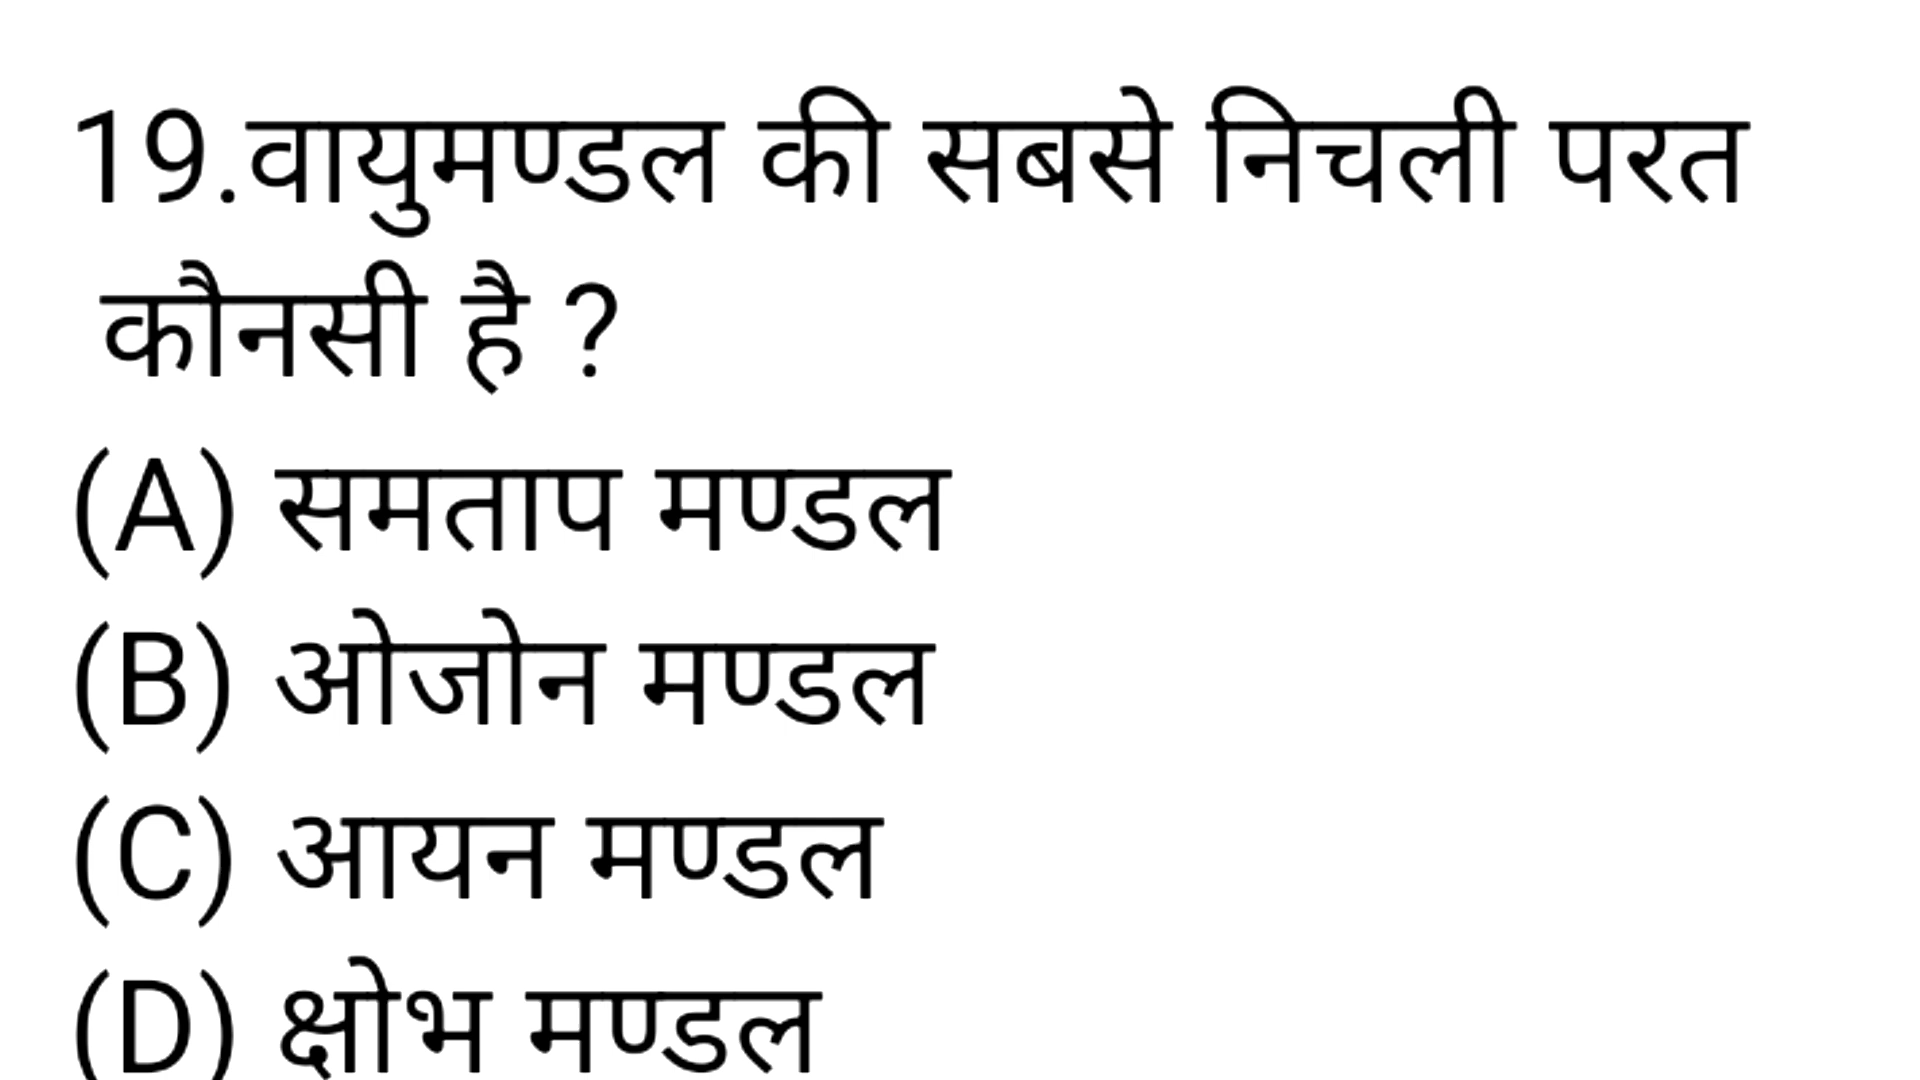 19.वायुमण्डल की सबसे निचली परत
कौनसी है ?
(A) समताप मण्डल
(B) ओजोन मण्डल
(C) आयन मण्डल
(D) क्षोभ मण्डल